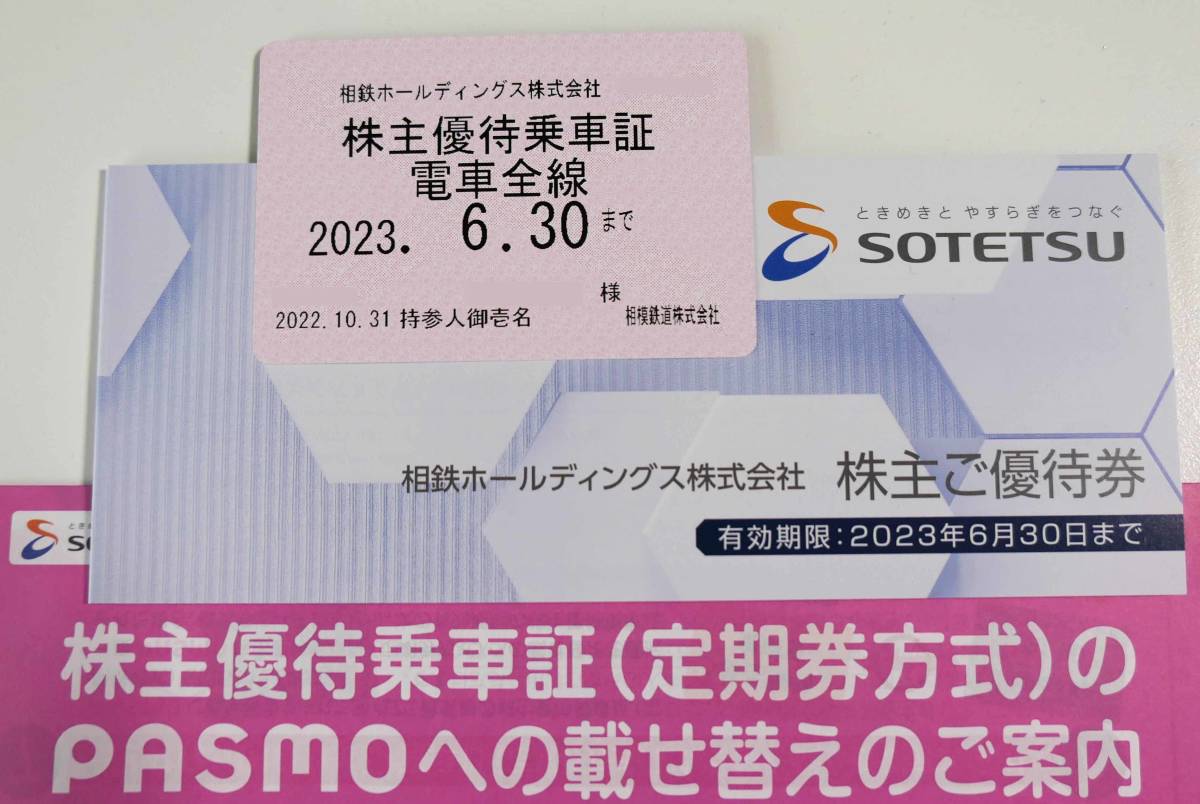 相鉄ホールディングス株式会社
株主優待乗車証
電車全線
2023. 6.30まで
様
2022.10.31 持参人御壱名 相模鉄道株式会社
ときめきと やすらぎをつなぐ
SOTETSU
相鉄ホールディングス株式会社 株主ご優待券
有効期限:2023年6月30日まで
株主優待乗車証(定期券方式)の
PASMOへの載せ替えのご案内